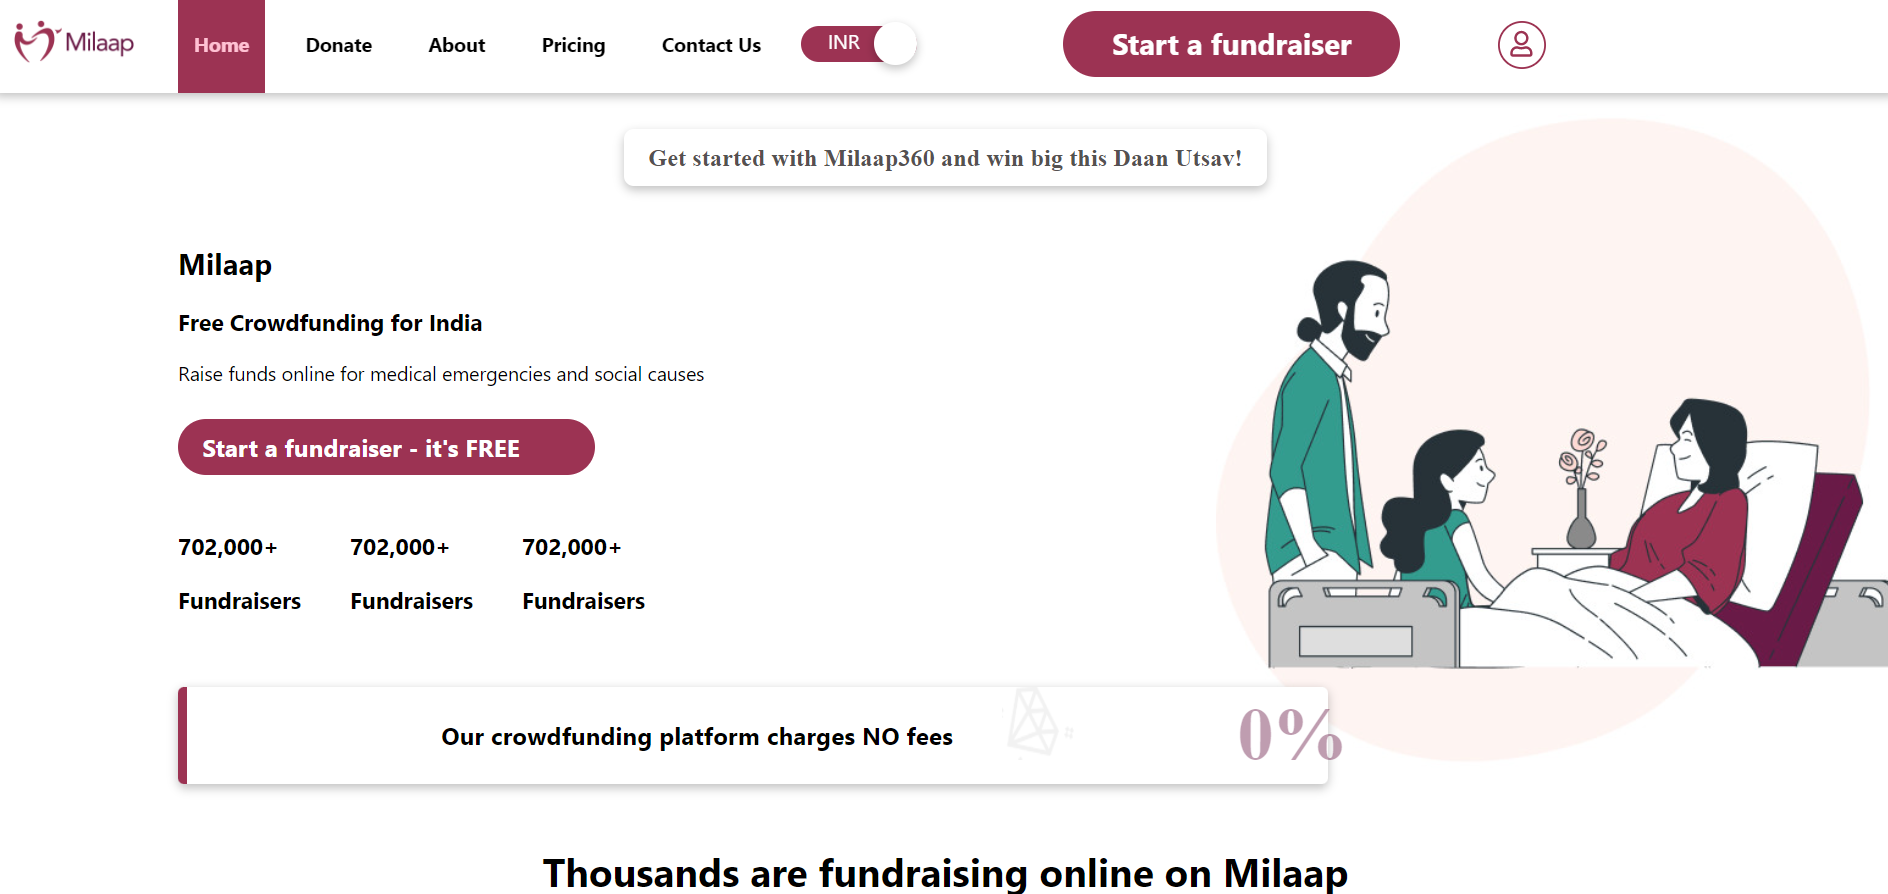 Milaap
Home Donate About Pricing Contact Us INR Start a fundraiser
Get started with Milaap360 and win big this Daan Utsav!
Milaap
Free Crowdfunding for India
Raise funds online for medical emergencies and social causes
Start a fundraiser - it's FREE
702,000+ 702,000+ 702,000+
Fundraisers Fundraisers Fundraisers
Our crowdfunding platform charges NO fees 0%
Thousands are fundraising online on Milaap